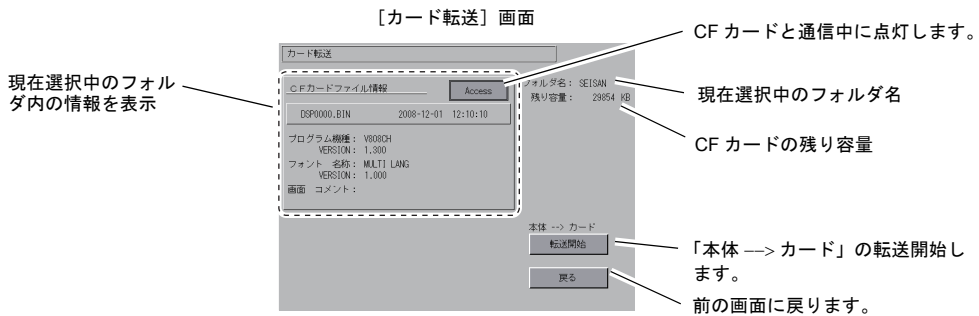 ［カード転送］画面
カード転送
CF カードと通信中に点灯します。
現在選択中のフォル
ダ内の情報を表示
ＣＦカードファイル情報
Access
フォルダ名： SEISAN
残り容量： 29854 KB
現在選択中のフォルダ名
DSP0000.BIN 2008-12-01 12:10:10
CF カードの残り容量
プログラム機種： V808CH
VERSION： 1.300
フォント 名称： MULTI LANG
VERSION： 1.000
画面 コメント：
本体 --> カード
転送開始
「本体 ––> カード」の転送開始し
ます。
戻る
前の画面に戻ります。